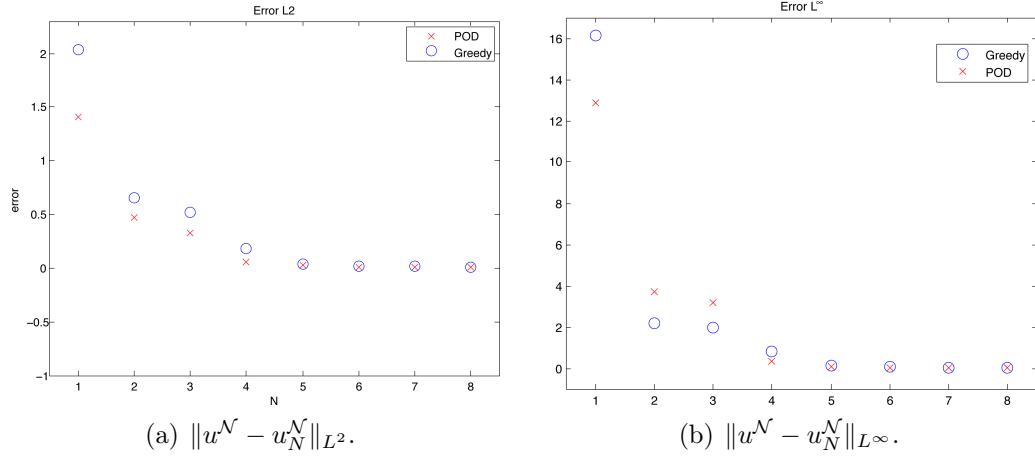 Error L2
POD
Greedy
2
1.5
1
0.5
0
−0.5
−1
error
1 2 3 4 5 6 7 8
N
(a) ‖u^𝒩 − u_N^𝒩‖_{L²}.
Error L^∞
Greedy
POD
16
14
12
10
8
6
4
2
0
1 2 3 4 5 6 7 8
(b) ‖u^𝒩 − u_N^𝒩‖_{L^∞}.